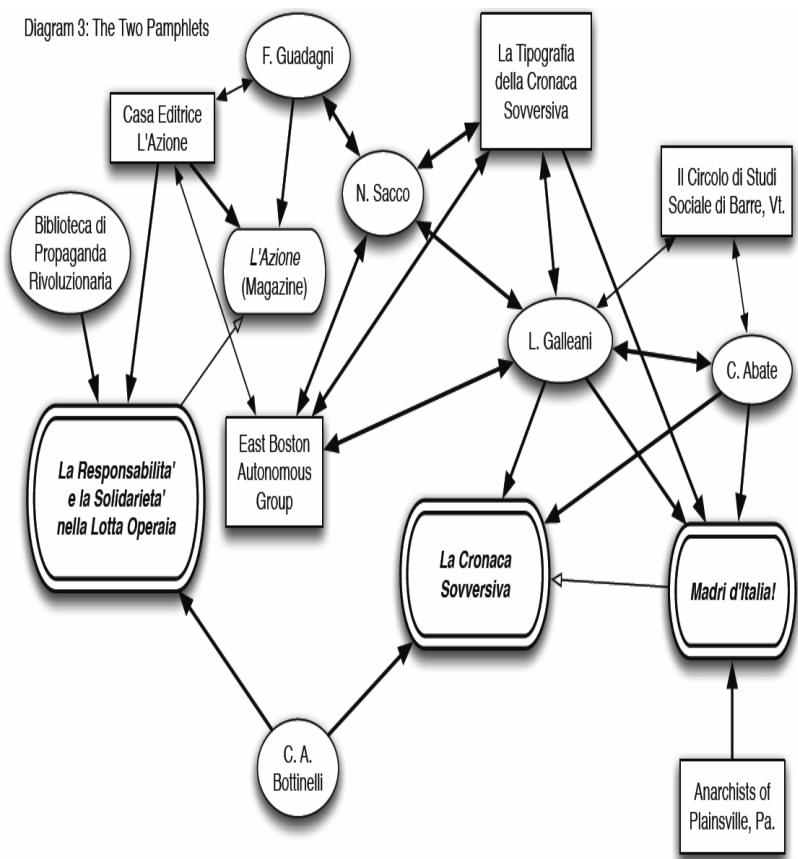 Diagram 3: The Two Pamphlets
F. Guadagni
La Tipografia
della Cronaca
Sovversiva
Casa Editrice
L'Azione
N. Sacco
Il Circolo di Studi
Sociale di Barre, Vt.
Biblioteca di
Propaganda
Rivoluzionaria
L'Azione
(Magazine)
L. Galleani
C. Abate
La Responsabilita'
e la Solidarieta'
nella Lotta Operaia
East Boston
Autonomous
Group
La Cronaca
Sovversiva
Madri d'Italia!
C. A.
Bottinelli
Anarchists of
Plainsville, Pa.